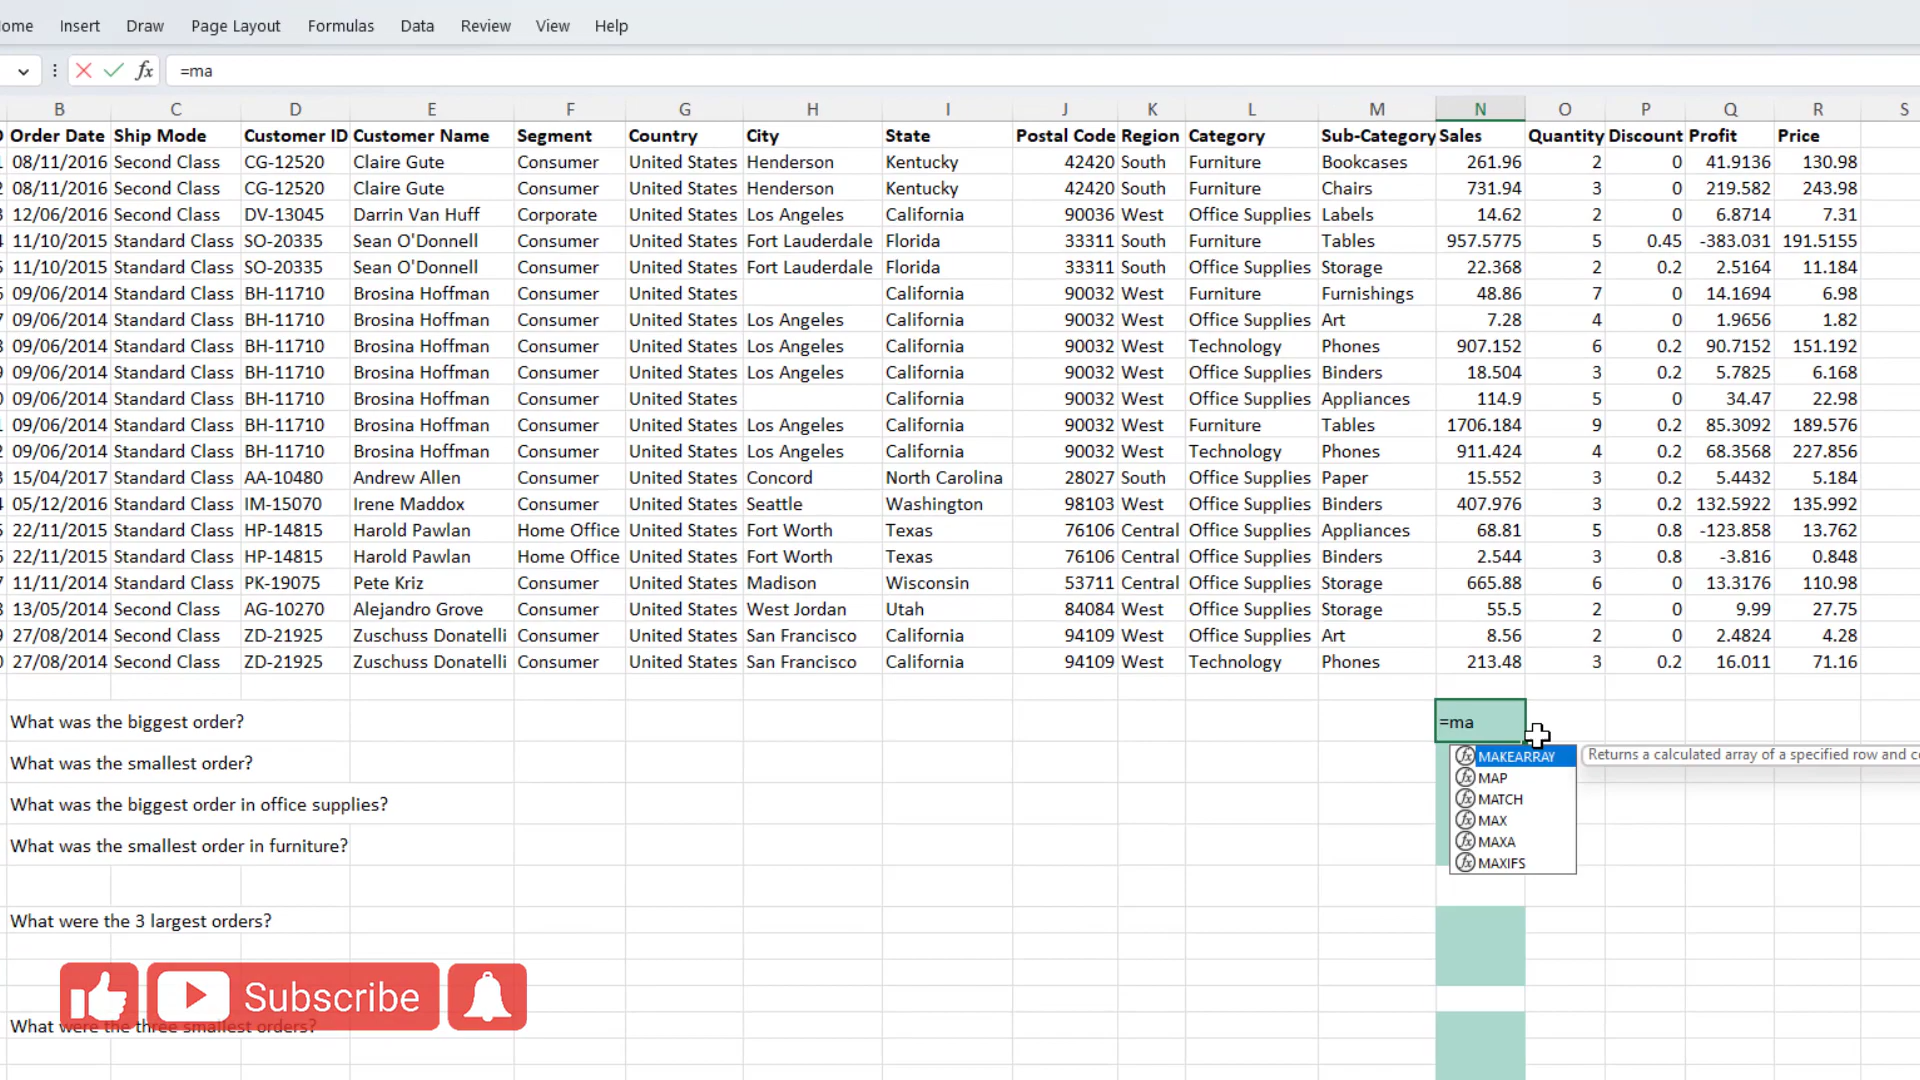 ome Insert Draw Page Layout Formulas Data Review View Help
fx =ma
B C D E F G H I J K L M N O P Q R S
Order Date Ship Mode Customer ID Customer Name Segment Country City State Postal Code Region Category Sub-Category Sales Quantity Discount Profit Price
08/11/2016 Second Class CG-12520 Claire Gute Consumer United States Henderson Kentucky 42420 South Furniture Bookcases 261.96 2 0 41.9136 130.98
08/11/2016 Second Class CG-12520 Claire Gute Consumer United States Henderson Kentucky 42420 South Furniture Chairs 731.94 3 0 219.582 243.98
12/06/2016 Second Class DV-13045 Darrin Van Huff Corporate United States Los Angeles California 90036 West Office Supplies Labels 14.62 2 0 6.8714 7.31
11/10/2015 Standard Class SO-20335 Sean O'Donnell Consumer United States Fort Lauderdale Florida 33311 South Furniture Tables 957.5775 5 0.45 -383.031 191.5155
11/10/2015 Standard Class SO-20335 Sean O'Donnell Consumer United States Fort Lauderdale Florida 33311 South Office Supplies Storage 22.368 2 0.2 2.5164 11.184
09/06/2014 Standard Class BH-11710 Brosina Hoffman Consumer United States California 90032 West Furniture Furnishings 48.86 7 0 14.1694 6.98
09/06/2014 Standard Class BH-11710 Brosina Hoffman Consumer United States Los Angeles California 90032 West Office Supplies Art 7.28 4 0 1.9656 1.82
09/06/2014 Standard Class BH-11710 Brosina Hoffman Consumer United States Los Angeles California 90032 West Technology Phones 907.152 6 0.2 90.7152 151.192
09/06/2014 Standard Class BH-11710 Brosina Hoffman Consumer United States Los Angeles California 90032 West Office Supplies Binders 18.504 3 0.2 5.7825 6.168
09/06/2014 Standard Class BH-11710 Brosina Hoffman Consumer United States California 90032 West Office Supplies Appliances 114.9 5 0 34.47 22.98
09/06/2014 Standard Class BH-11710 Brosina Hoffman Consumer United States Los Angeles California 90032 West Furniture Tables 1706.184 9 0.2 85.3092 189.576
09/06/2014 Standard Class BH-11710 Brosina Hoffman Consumer United States Los Angeles California 90032 West Technology Phones 911.424 4 0.2 68.3568 227.856
15/04/2017 Standard Class AA-10480 Andrew Allen Consumer United States Concord North Carolina 28027 South Office Supplies Paper 15.552 3 0.2 5.4432 5.184
05/12/2016 Standard Class IM-15070 Irene Maddox Consumer United States Seattle Washington 98103 West Office Supplies Binders 407.976 3 0.2 132.5922 135.992
22/11/2015 Standard Class HP-14815 Harold Pawlan Home Office United States Fort Worth Texas 76106 Central Office Supplies Appliances 68.81 5 0.8 -123.858 13.762
22/11/2015 Standard Class HP-14815 Harold Pawlan Home Office United States Fort Worth Texas 76106 Central Office Supplies Binders 2.544 3 0.8 -3.816 0.848
11/11/2014 Standard Class PK-19075 Pete Kriz Consumer United States Madison Wisconsin 53711 Central Office Supplies Storage 665.88 6 0 13.3176 110.98
13/05/2014 Second Class AG-10270 Alejandro Grove Consumer United States West Jordan Utah 84084 West Office Supplies Storage 55.5 2 0 9.99 27.75
27/08/2014 Second Class ZD-21925 Zuschuss Donatelli Consumer United States San Francisco California 94109 West Office Supplies Art 8.56 2 0 2.4824 4.28
27/08/2014 Second Class ZD-21925 Zuschuss Donatelli Consumer United States San Francisco California 94109 West Technology Phones 213.48 3 0.2 16.011 71.16
What was the biggest order? =ma
MAKEARRAY Returns a calculated array of a specified row and c
What was the smallest order?
MAP
MATCH
What was the biggest order in office supplies?
MAX
What was the smallest order in furniture?
MAXA
MAXIFS
What were the 3 largest orders?
Subscribe
What were the three smallest orders?